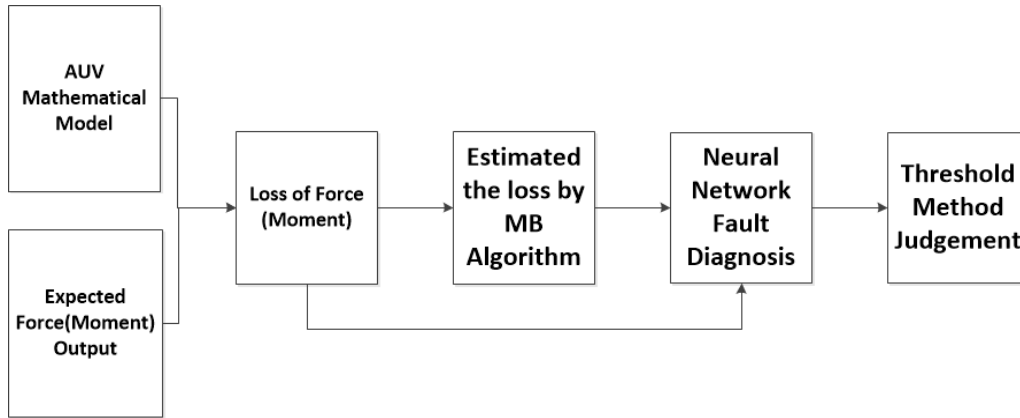 AUV
Mathematical
Model
Expected
Force(Moment)
Output
Loss of Force
(Moment)
Estimated
the loss by
MB
Algorithm
Neural
Network
Fault
Diagnosis
Threshold
Method
Judgement